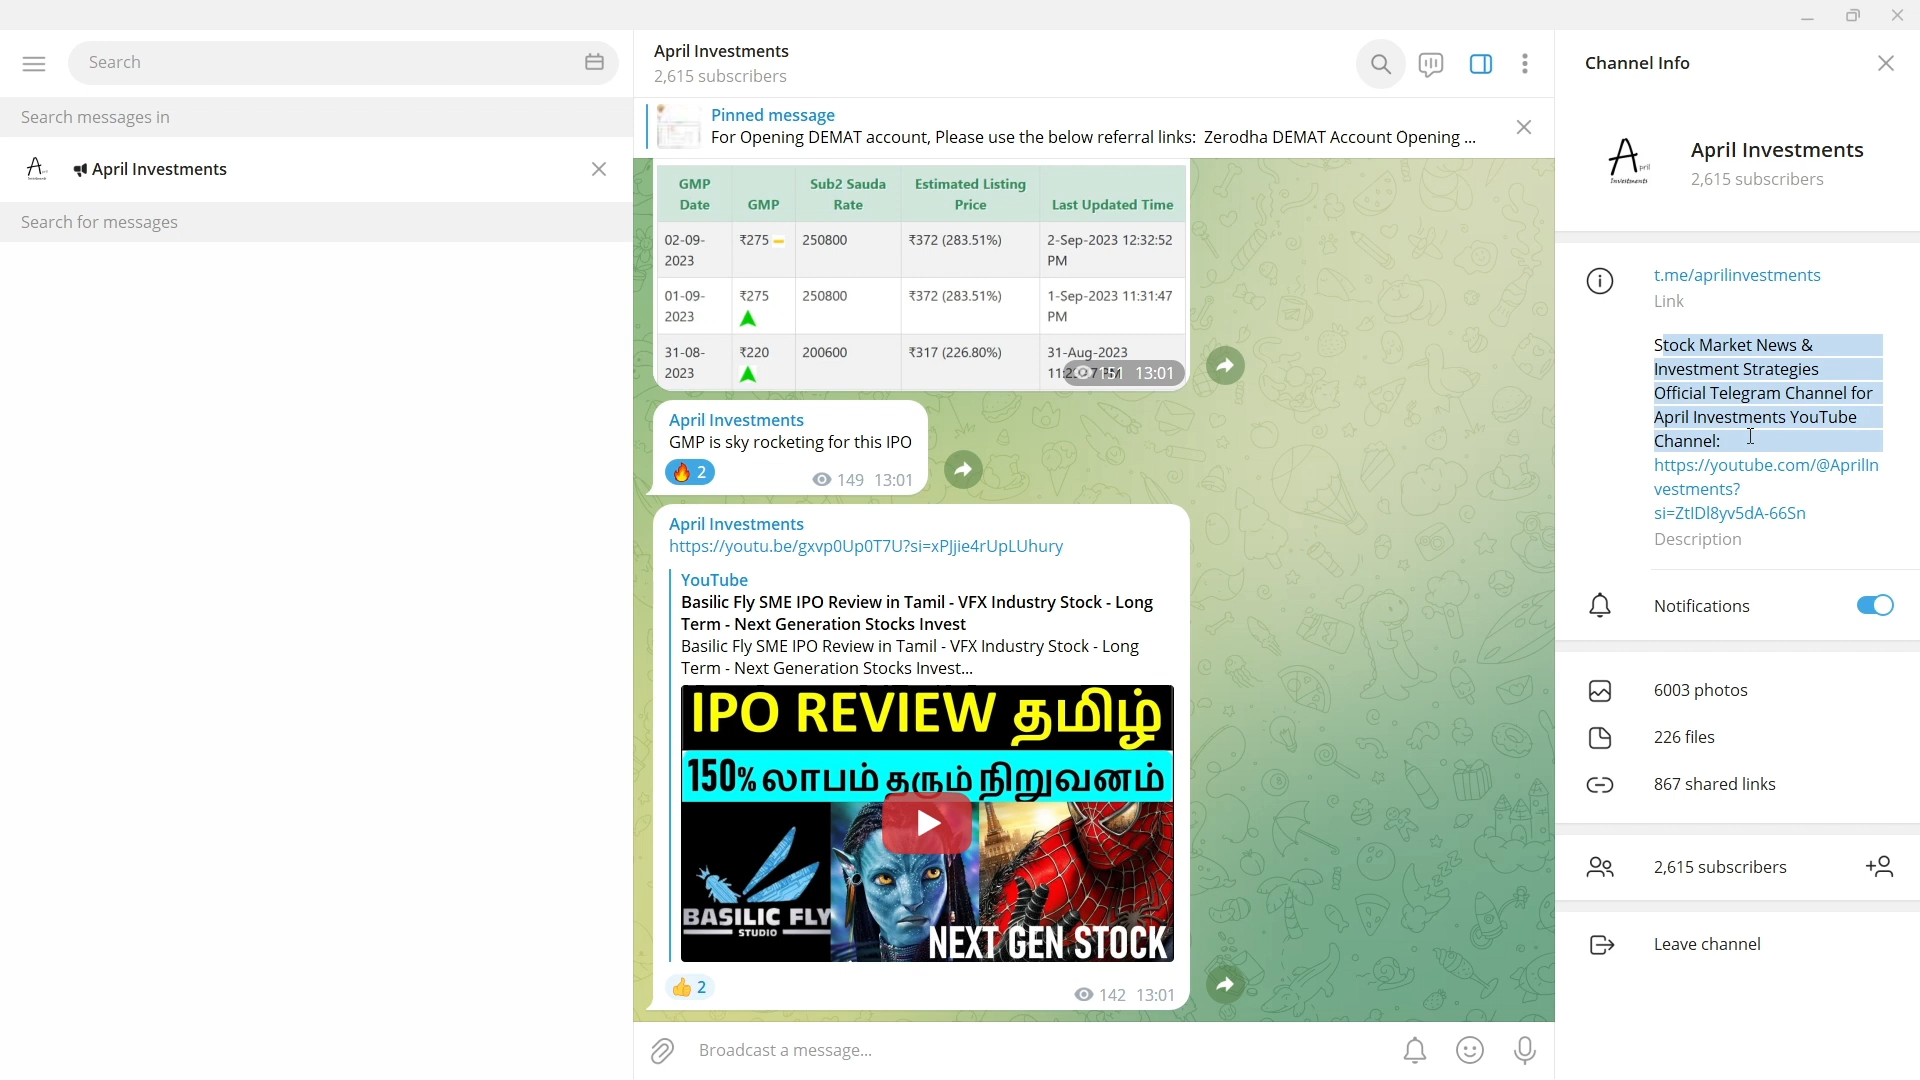 Search
Search messages in
April Investments
Search for messages
April Investments
2,615 subscribers
Pinned message
For Opening DEMAT account, Please use the below referral links: Zerodha DEMAT Account Opening ...
GMP Date GMP Sub2 Sauda Rate Estimated Listing Price Last Updated Time
02-09-2023 ₹275 250800 ₹372 (283.51%) 2-Sep-2023 12:32:52 PM
01-09-2023 ₹275 250800 ₹372 (283.51%) 1-Sep-2023 11:31:47 PM
31-08-2023 ₹220 200600 ₹317 (226.80%) 31-Aug-2023
151 13:01
April Investments
GMP is sky rocketing for this IPO
2
149 13:01
April Investments
https://youtu.be/gxvp0Up0T7U?si=xPJjie4rUpLUhury
YouTube
Basilic Fly SME IPO Review in Tamil - VFX Industry Stock - Long
Term - Next Generation Stocks Invest
Basilic Fly SME IPO Review in Tamil - VFX Industry Stock - Long
Term - Next Generation Stocks Invest...
IPO REVIEW தமிழ்
150% லாபம் தரும் நிறுவனம்
BASILIC FLY
STUDIO
NEXT GEN STOCK
2
142 13:01
Broadcast a message...
Channel Info
April
Investments
April Investments
2,615 subscribers
t.me/aprilinvestments
Link
Stock Market News &
Investment Strategies
Official Telegram Channel for
April Investments YouTube
Channel:
https://youtube.com/@AprilIn
vestments?
si=ZtIDl8yv5dA-66Sn
Description
Notifications
6003 photos
226 files
867 shared links
2,615 subscribers
Leave channel